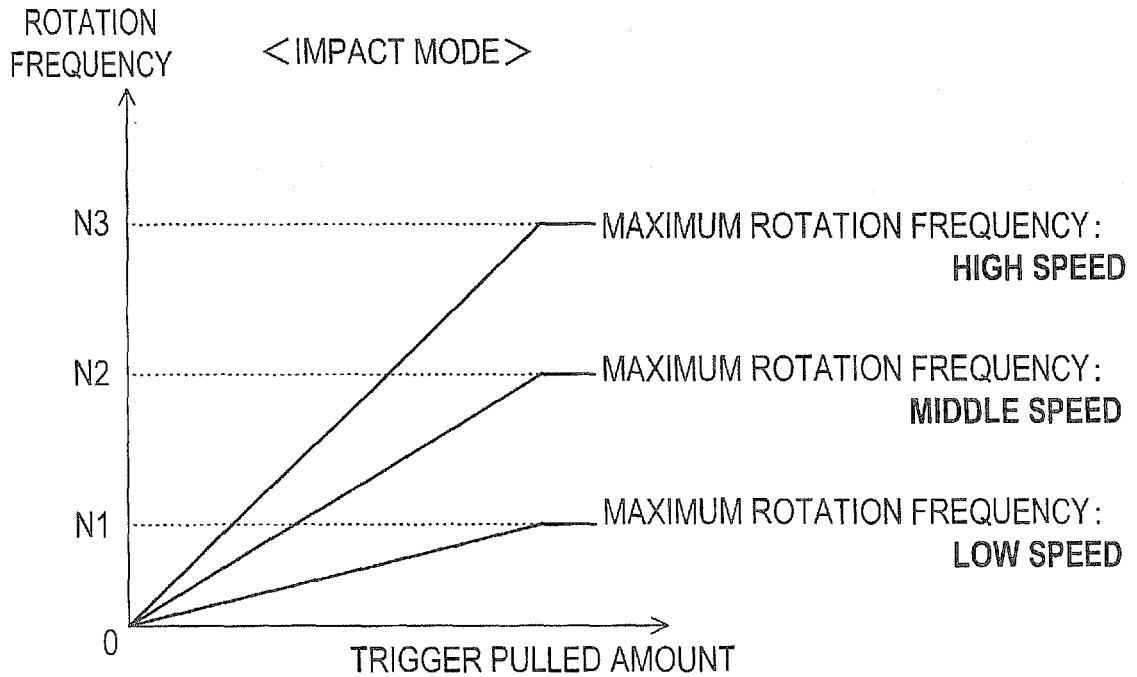 ROTATION
FREQUENCY
<IMPACT MODE>
N3
MAXIMUM ROTATION FREQUENCY:
HIGH SPEED
N2
MAXIMUM ROTATION FREQUENCY:
MIDDLE SPEED
N1
MAXIMUM ROTATION FREQUENCY:
LOW SPEED
0
TRIGGER PULLED AMOUNT